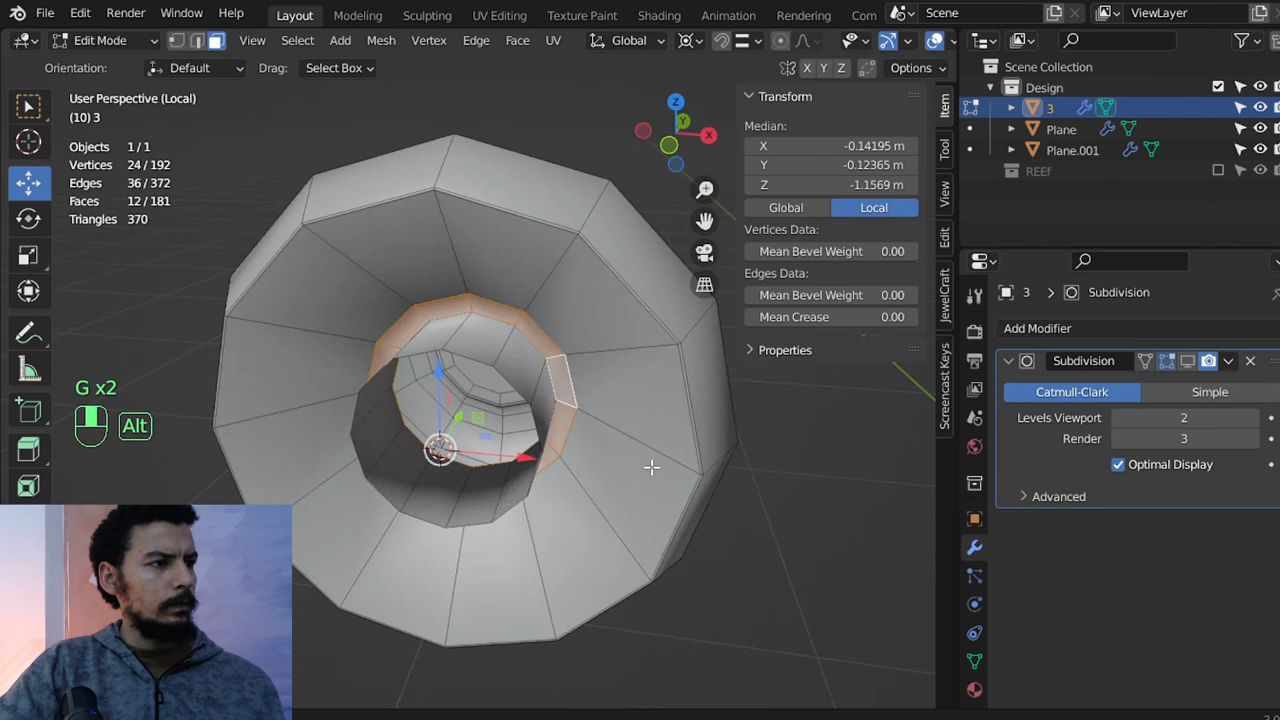 File Edit Render Window Help Layout Modeling Sculpting UV Editing Texture Paint Shading Animation Rendering Com Scene ViewLayer
Edit Mode View Select Add Mesh Vertex Edge Face UV Global
Orientation: Default Drag: Select Box X Y Z Options
User Perspective (Local)
(10) 3
Objects 1 / 1
Vertices 24 / 192
Edges 36 / 372
Faces 12 / 181
Triangles 370
G x2
Alt
Z
Y
X
Transform
Median:
X -0.14195 m
Y -0.12365 m
Z -1.1569 m
Global Local
Vertices Data:
Mean Bevel Weight 0.00
Edges Data:
Mean Bevel Weight 0.00
Mean Crease 0.00
Properties
Item
Tool
View
Edit
JewelCraft
Screencast Keys
Scene Collection
Design
3
Plane
Plane.001
REEf
3 Subdivision
Add Modifier
Subdivision
Catmull-Clark Simple
Levels Viewport 2
Render 3
Optimal Display
Advanced